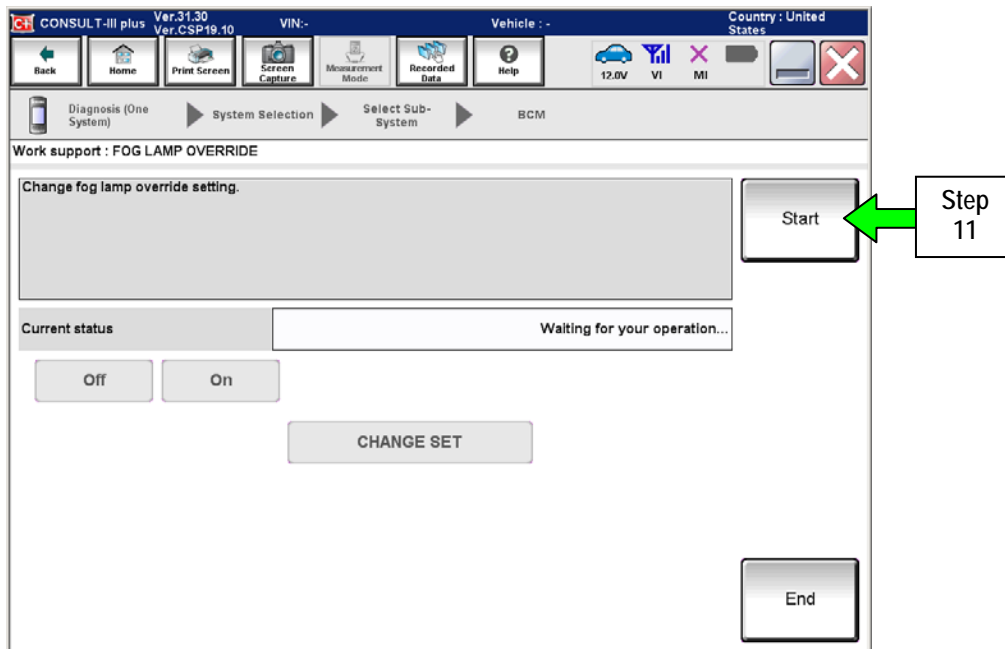 C+ CONSULT-III plus Ver.31.30 VIN:- Vehicle : - Country : United
Ver.CSP19.10 States
Back Home Print Screen Screen Measurement Recorded Help 12.0V VI MI
Capture Mode Data
Diagnosis (One System Selection Select Sub- BCM
System) System
Work support : FOG LAMP OVERRIDE
Change fog lamp override setting.
Start
Step
11
Current status Waiting for your operation...
Off On
CHANGE SET
End